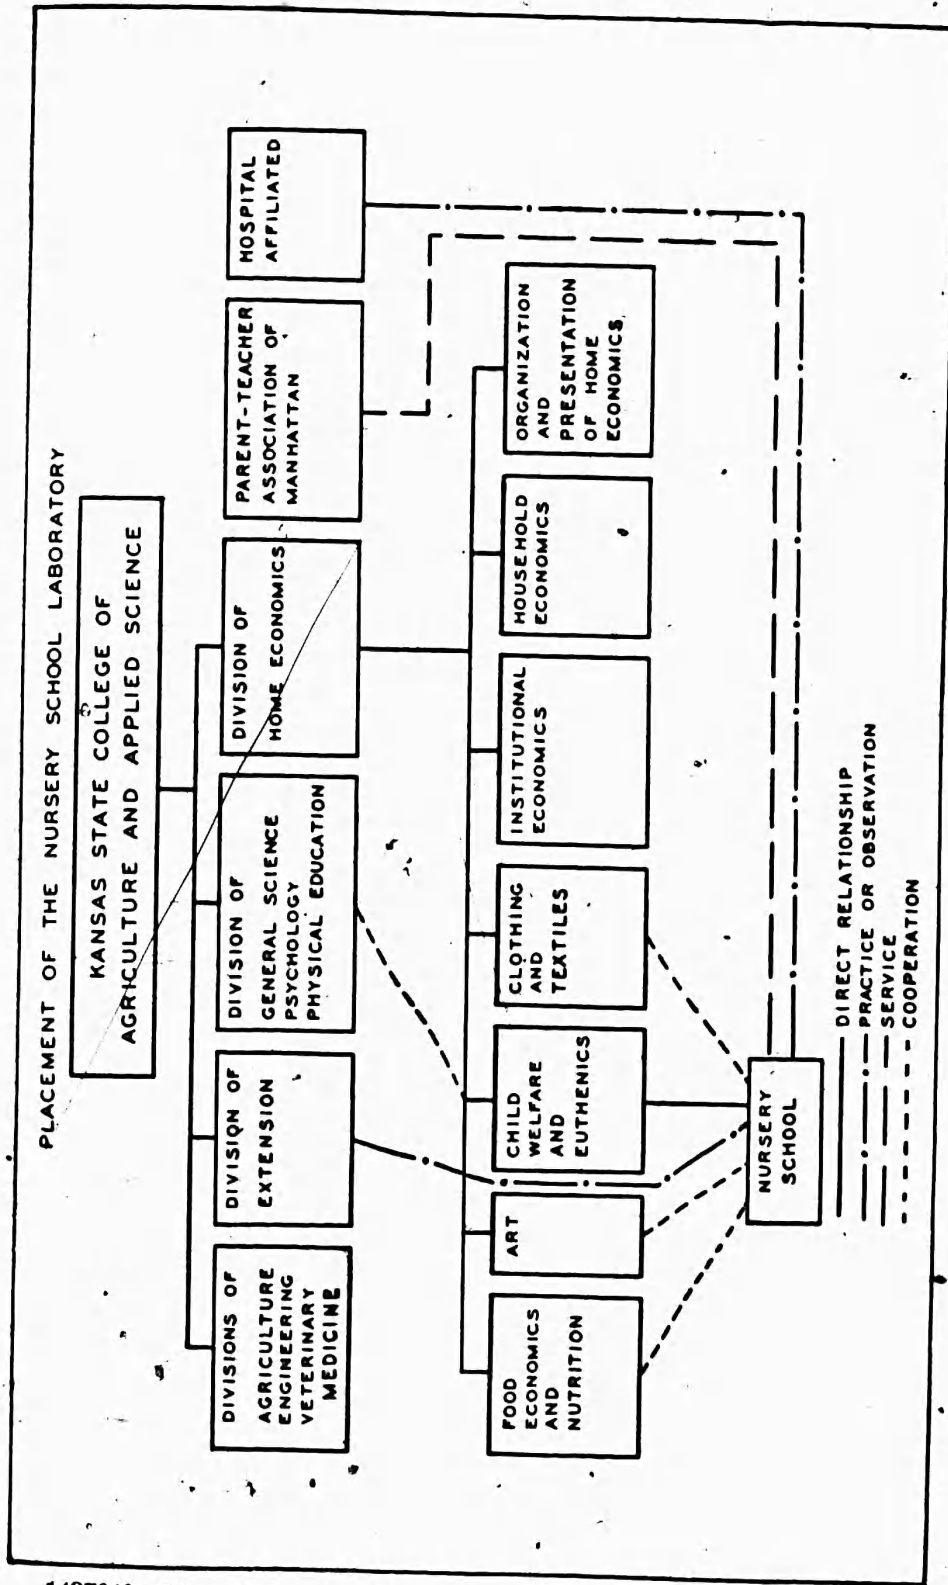 PLACEMENT OF THE NURSERY SCHOOL LABORATORY
KANSAS STATE COLLEGE OF
AGRICULTURE AND APPLIED SCIENCE
DIVISIONS OF
AGRICULTURE
ENGINEERING
VETERINARY
MEDICINE
DIVISION OF
EXTENSION
DIVISION OF
GENERAL SCIENCE
PSYCHOLOGY
PHYSICAL EDUCATION
DIVISION OF
HOME ECONOMICS
PARENT-TEACHER
ASSOCIATION OF
MANHATTAN
HOSPITAL
AFFILIATED
FOOD
ECONOMICS
AND
NUTRITION
ART
CHILD
WELFARE
AND
EUTHENICS
CLOTHING
AND
TEXTILES
INSTITUTIONAL
ECONOMICS
HOUSEHOLD
ECONOMICS
ORGANIZATION
AND
PRESENTATION
OF HOME
ECONOMICS
NURSERY
SCHOOL
DIRECT RELATIONSHIP
PRACTICE OR OBSERVATION
SERVICE
COOPERATION